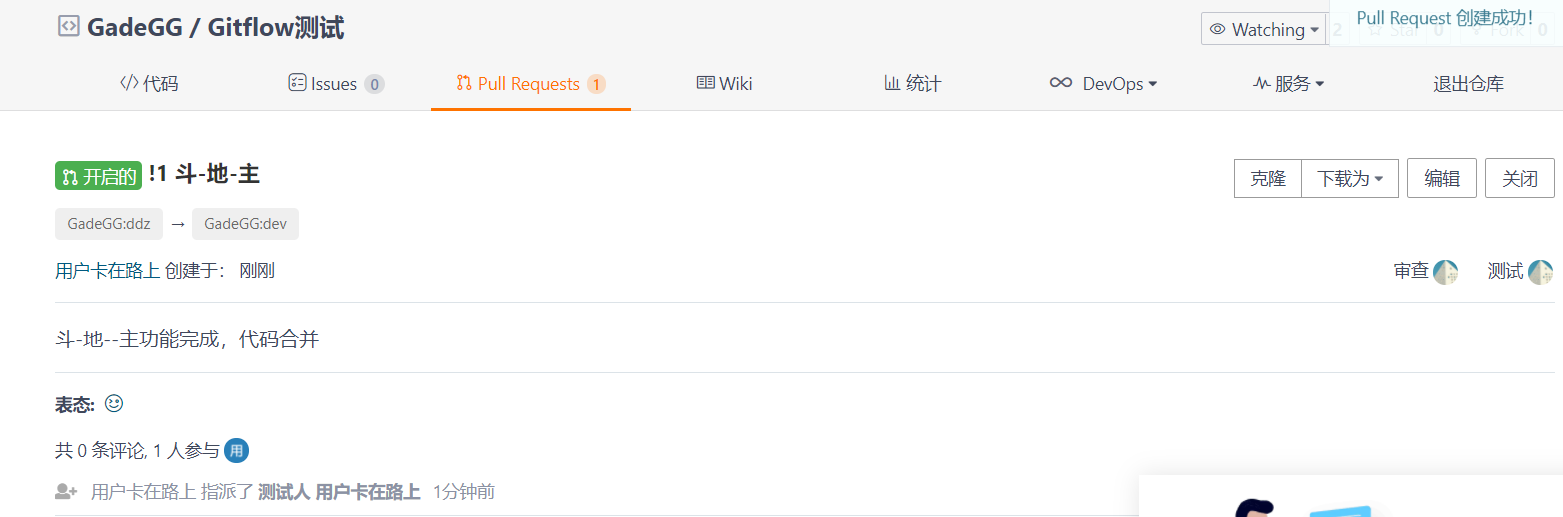 GadeGG / Gitflow测试
Watching 2 Star 0 Fork 0
Pull Request 创建成功!
代码 Issues 0 Pull Requests 1 Wiki 统计 DevOps 服务 退出仓库
开启的 !1 斗-地-主
克隆 下载为 编辑 关闭
GadeGG:ddz → GadeGG:dev
用户卡在路上 创建于： 刚刚
审查 测试
斗-地--主功能完成，代码合并
表态:
共 0 条评论, 1 人参与 用
用户卡在路上 指派了 测试人 用户卡在路上 1分钟前